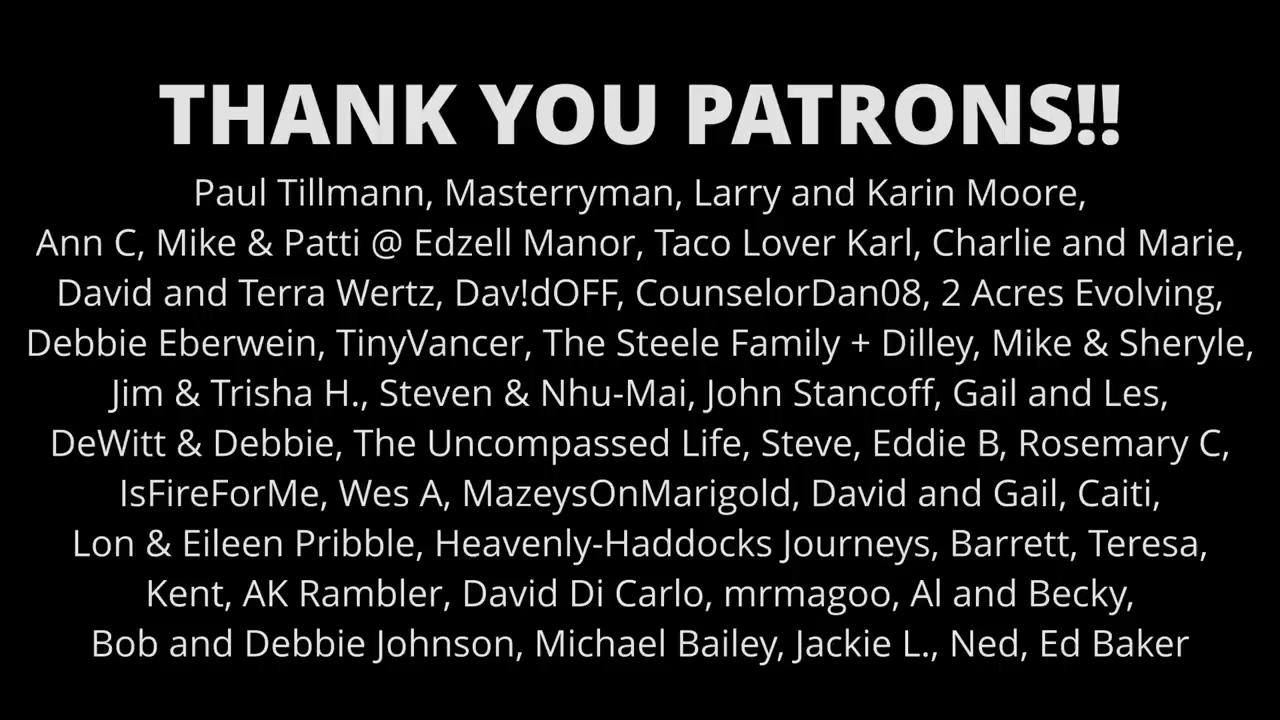 THANK YOU PATRONS!!
Paul Tillmann, Masterryman, Larry and Karin Moore,
Ann C, Mike & Patti @ Edzell Manor, Taco Lover Karl, Charlie and Marie,
David and Terra Wertz, Dav!dOFF, CounselorDan08, 2 Acres Evolving,
Debbie Eberwein, TinyVancer, The Steele Family + Dilley, Mike & Sheryle,
Jim & Trisha H., Steven & Nhu-Mai, John Stancoff, Gail and Les,
DeWitt & Debbie, The Uncompassed Life, Steve, Eddie B, Rosemary C,
IsFireForMe, Wes A, MazeysOnMarigold, David and Gail, Caiti,
Lon & Eileen Pribble, Heavenly-Haddocks Journeys, Barrett, Teresa,
Kent, AK Rambler, David Di Carlo, mrmagoo, Al and Becky,
Bob and Debbie Johnson, Michael Bailey, Jackie L., Ned, Ed Baker